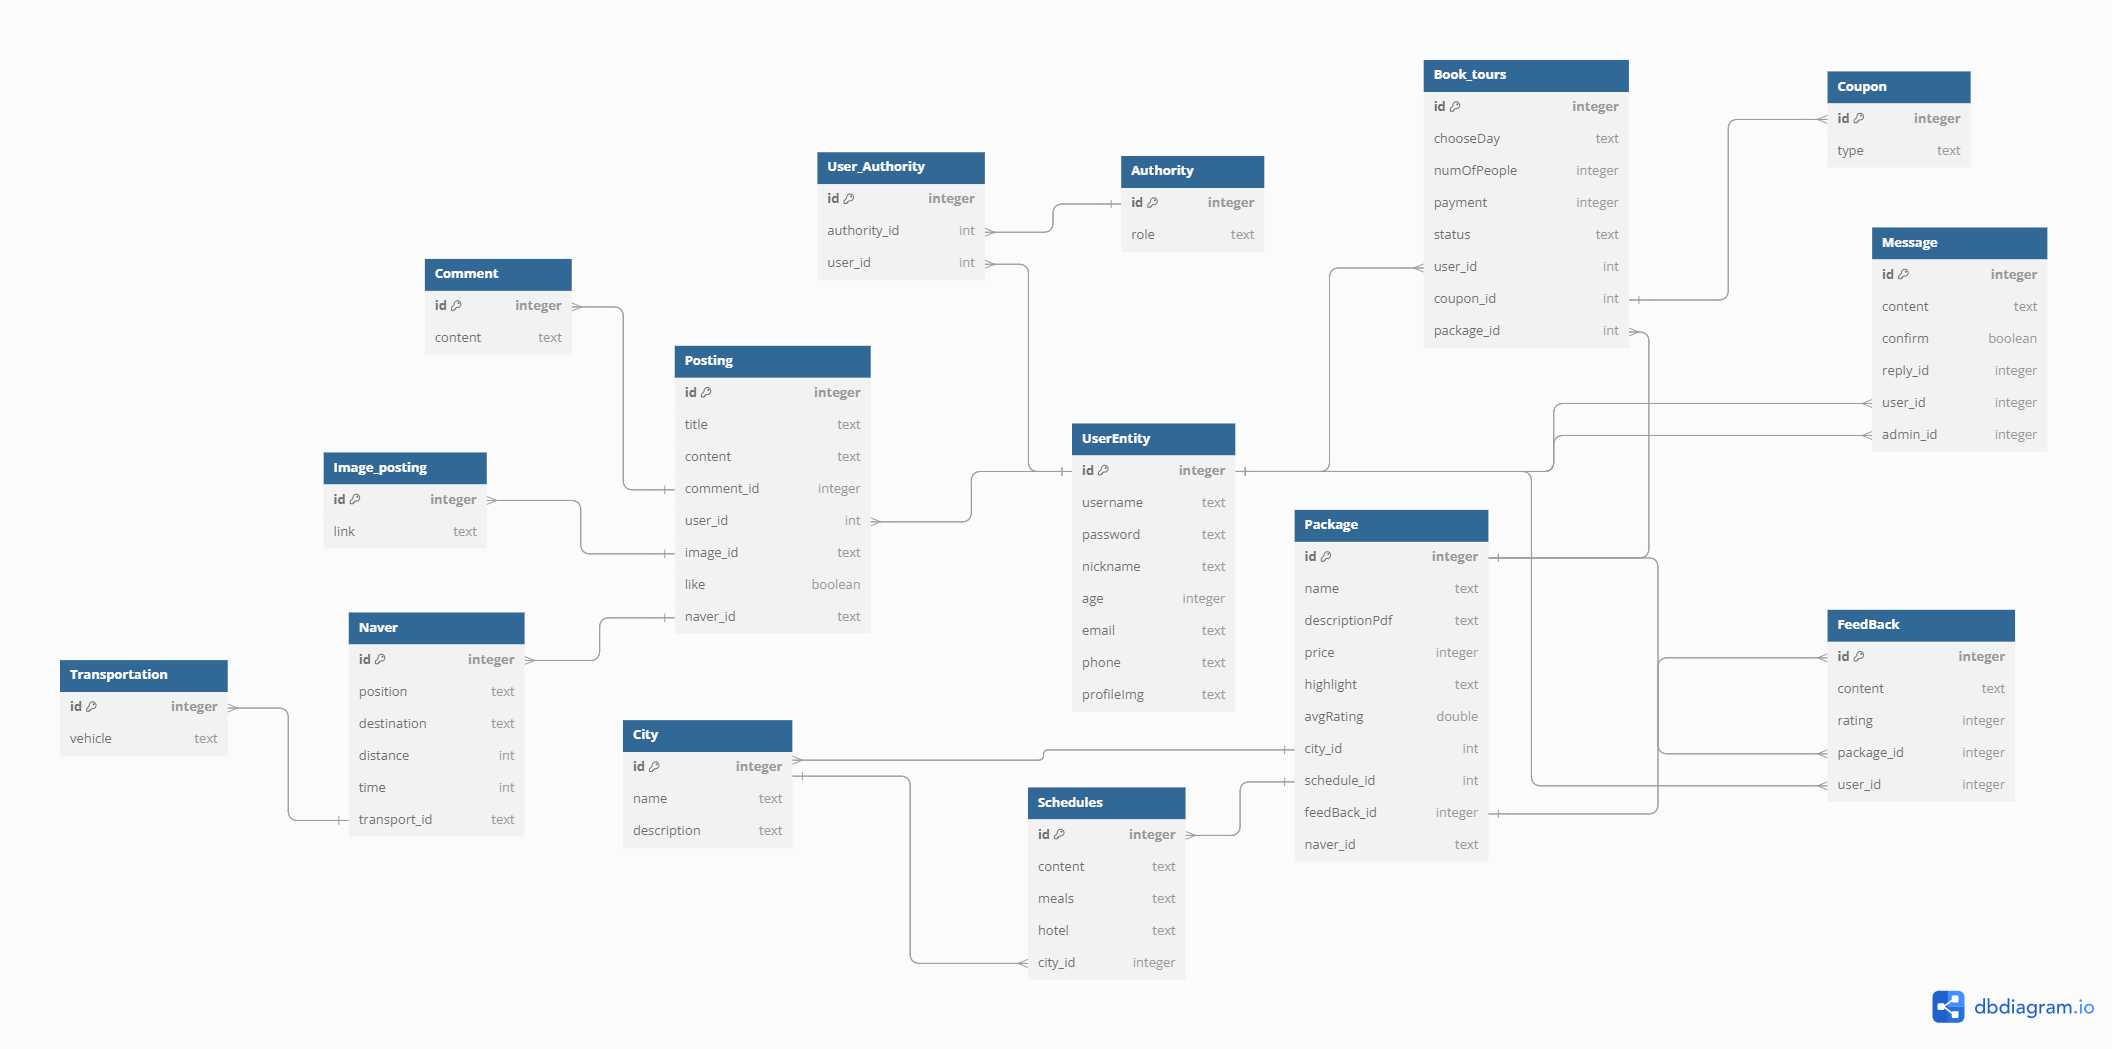 Book_tours
id integer
chooseDay text
numOfPeople integer
payment integer
status text
user_id int
coupon_id int
package_id int
Coupon
id integer
type text
User_Authority
id integer
authority_id int
user_id int
Authority
id integer
role text
Message
id integer
content text
confirm boolean
reply_id integer
user_id integer
admin_id integer
Comment
id integer
content text
Posting
id integer
title text
content text
comment_id integer
user_id int
image_id text
like boolean
naver_id text
UserEntity
id integer
username text
password text
nickname text
age integer
email text
phone text
profileImg text
Image_posting
id integer
link text
Package
id integer
name text
descriptionPdf text
price integer
highlight text
avgRating double
city_id int
schedule_id int
feedBack_id integer
naver_id text
Naver
id integer
position text
destination text
distance int
time int
transport_id text
FeedBack
id integer
content text
rating integer
package_id integer
user_id integer
Transportation
id integer
vehicle text
City
id integer
name text
description text
Schedules
id integer
content text
meals text
hotel text
city_id integer
dbdiagram.io